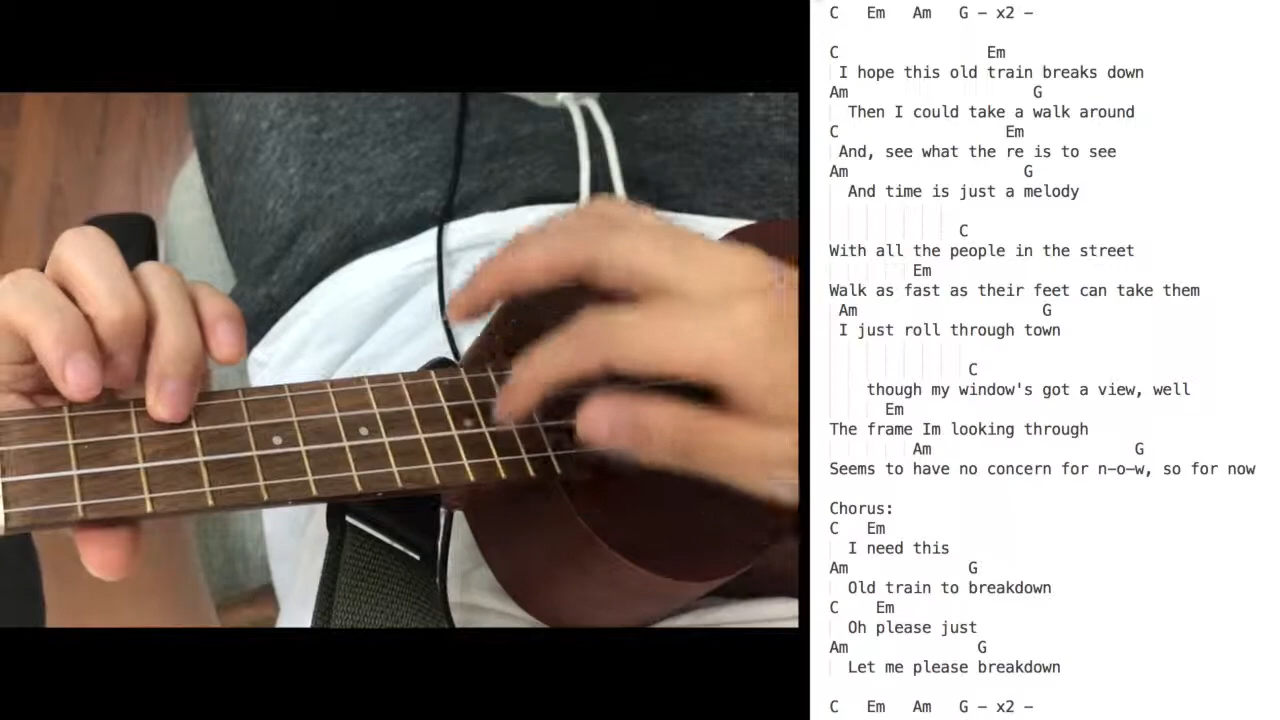 C   Em   Am   G – x2 –
C                Em
I hope this old train breaks down
Am                    G
Then I could take a walk around
C                  Em
And, see what the re is to see
Am                   G
And time is just a melody
C
With all the people in the street
Em
Walk as fast as their feet can take them
Am                    G
I just roll through town
C
though my window's got a view, well
Em
The frame Im looking through
Am                      G
Seems to have no concern for n-o-w, so for now
Chorus:
C   Em
I need this
Am             G
Old train to breakdown
C    Em
Oh please just
Am              G
Let me please breakdown
C   Em   Am   G – x2 –